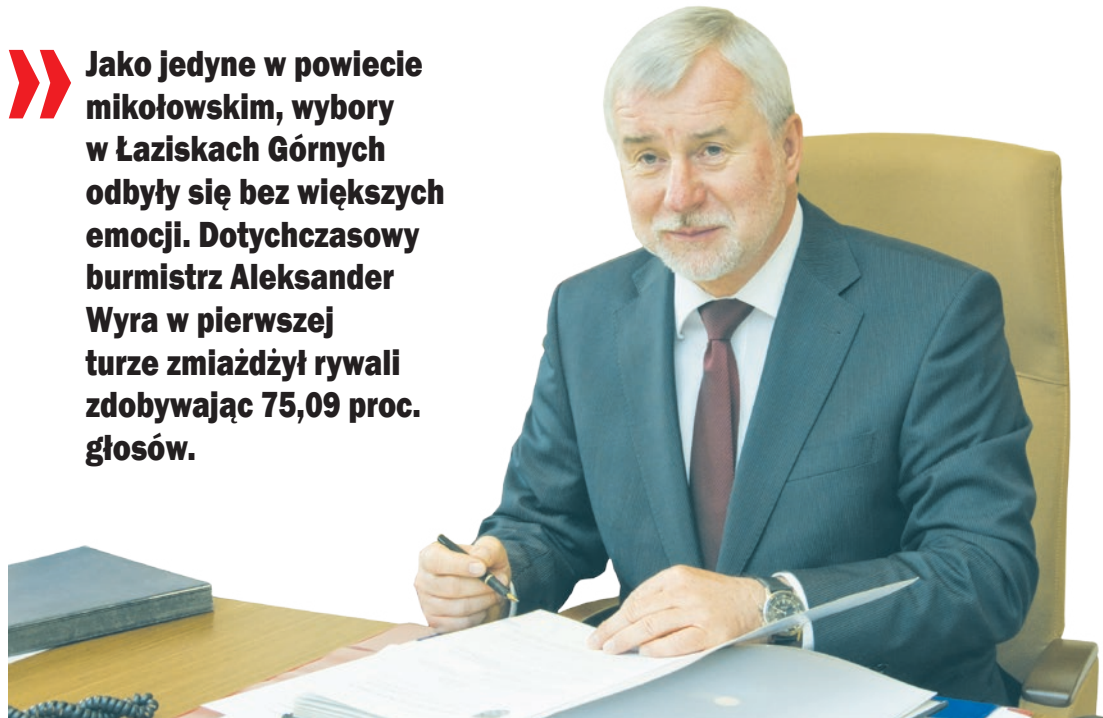 Jako jedyne w powiecie
mikołowskim, wybory
w Łaziskach Górnych
odbyły się bez większych
emocji. Dotychczasowy
burmistrz Aleksander
Wyra w pierwszej
turze zmiażdżył rywali
zdobywając 75,09 proc.
głosów.